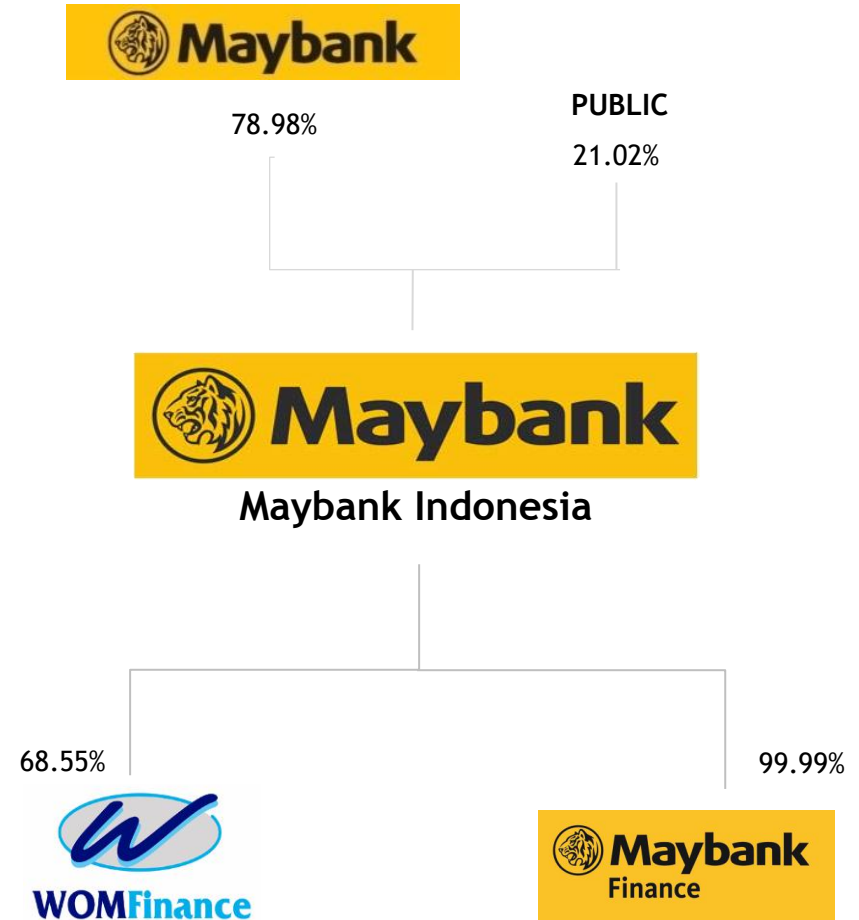 Maybank
78.98%
PUBLIC
21.02%
Maybank
Maybank Indonesia
68.55%
99.99%
WOMFinance
Maybank
Finance